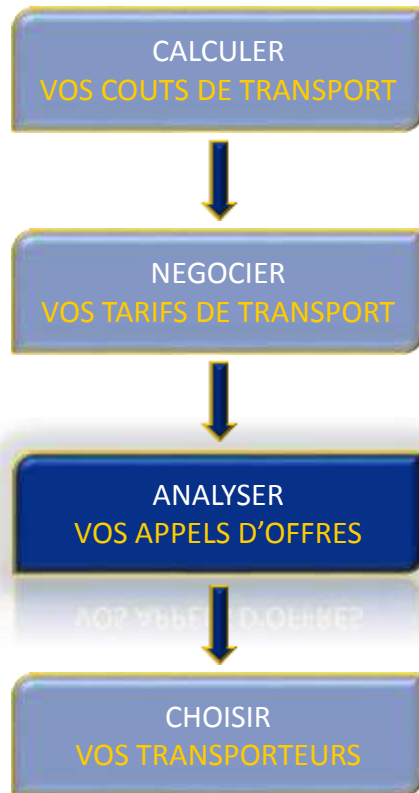 CALCULER
VOS COUTS DE TRANSPORT
NEGOCIER
VOS TARIFS DE TRANSPORT
ANALYSER
VOS APPELS D’OFFRES
CHOISIR
VOS TRANSPORTEURS